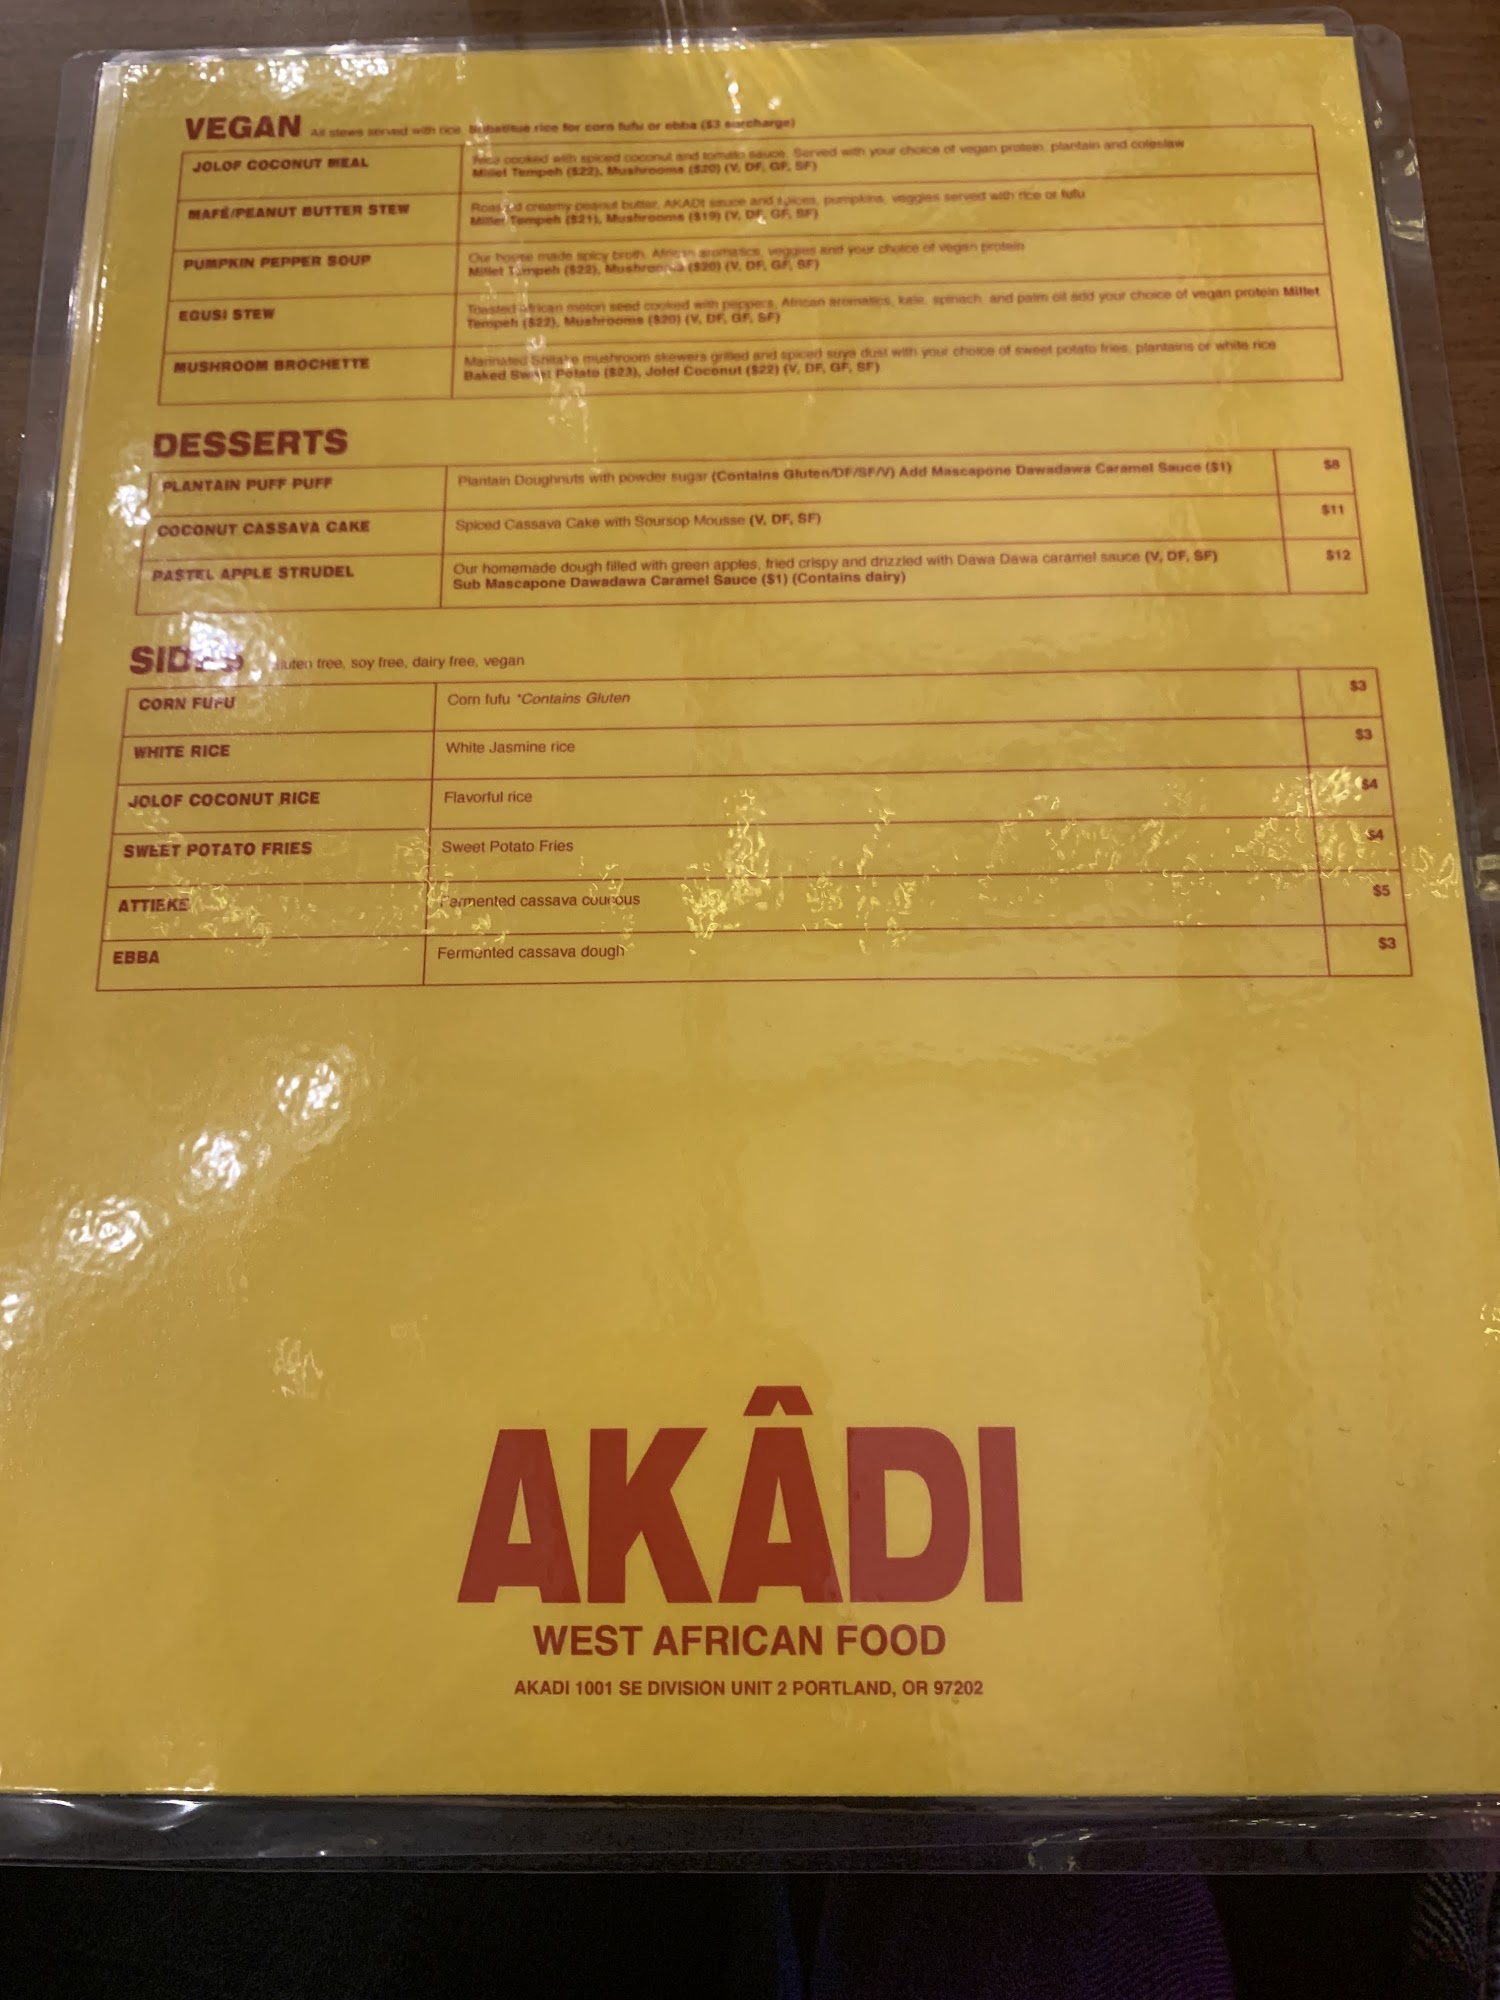 VEGAN All stews served with rice. Substitue rice for corn fufu or ebba ($3 surcharge)
JOLOF COCONUT MEAL
Rice cooked with spiced coconut and tomato sauce. Served with your choice of vegan protein, plantain and coleslaw
Millet Tempeh ($22), Mushrooms ($20) (V, DF, GF, SF)
MAFÉ/PEANUT BUTTER STEW
Roasted creamy peanut butter, AKADI sauce and spices, pumpkins, veggies served with rice or fufu
Millet Tempeh ($21), Mushrooms ($19) (V, DF, GF, SF)
PUMPKIN PEPPER SOUP
Our house made spicy broth, African aromatics, veggies and your choice of vegan protein
Millet Tempeh ($22), Mushrooms ($20) (V, DF, GF, SF)
EGUSI STEW
Toasted African melon seed cooked with peppers, African aromatics, kale, spinach, and palm oil add your choice of vegan protein Millet
Tempeh ($22), Mushrooms ($20) (V, DF, GF, SF)
MUSHROOM BROCHETTE
Marinated Shitake mushroom skewers grilled and spiced suya dust with your choice of sweet potato fries, plantains or white rice
Baked Sweet Potato ($23), Jolof Coconut ($22) (V, DF, GF, SF)
DESSERTS
PLANTAIN PUFF PUFF
Plantain Doughnuts with powder sugar (Contains Gluten/DF/SF/V) Add Mascapone Dawadawa Caramel Sauce ($1)
$8
COCONUT CASSAVA CAKE
Spiced Cassava Cake with Soursop Mousse (V, DF, SF)
$11
PASTEL APPLE STRUDEL
Our homemade dough filled with green apples, fried crispy and drizzled with Dawa Dawa caramel sauce (V, DF, SF)
Sub Mascapone Dawadawa Caramel Sauce ($1) (Contains dairy)
$12
SIDES gluten free, soy free, dairy free, vegan
CORN FUFU
Corn fufu *Contains Gluten
$3
WHITE RICE
White Jasmine rice
$3
JOLOF COCONUT RICE
Flavorful rice
$4
SWEET POTATO FRIES
Sweet Potato Fries
$4
ATTIEKE
Fermented cassava coucous
$5
EBBA
Fermented cassava dough
$3
AKÂDI
WEST AFRICAN FOOD
AKADI 1001 SE DIVISION UNIT 2 PORTLAND, OR 97202